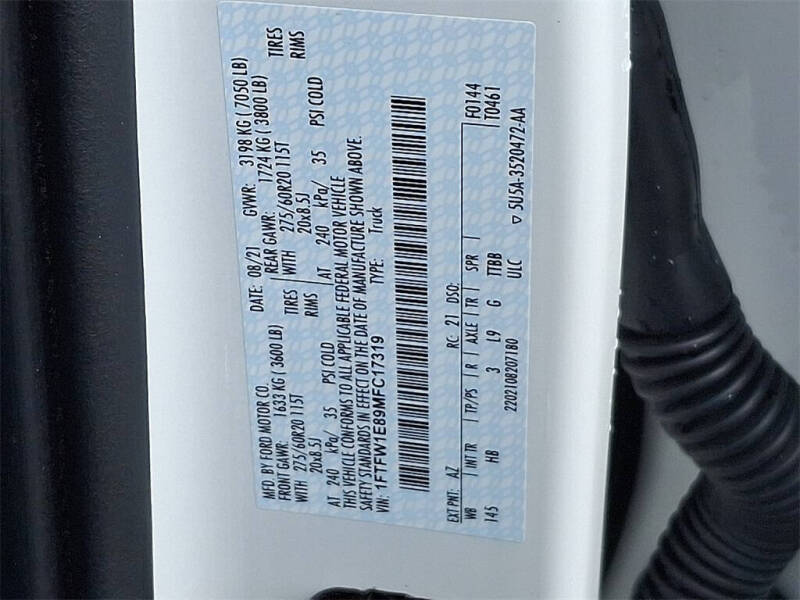 MFD. BY FORD MOTOR CO.
DATE: 08/21 GVWR: 3198 KG ( 7050 LB)
FRONT GAWR: 1633 KG ( 3600 LB) REAR GAWR: 1724 KG ( 3800 LB)
WITH 275/60R20 115T TIRES WITH 275/60R20 115T TIRES
20x8.5J RIMS 20x8.5J RIMS
AT 240 kPa/ 35 PSI COLD AT 240 kPa/ 35 PSI COLD
THIS VEHICLE CONFORMS TO ALL APPLICABLE FEDERAL MOTOR VEHICLE
SAFETY STANDARDS IN EFFECT ON THE DATE OF MANUFACTURE SHOWN ABOVE.
VIN: 1FTFW1E89MFC17319 TYPE: Truck
EXT PNT: AZ RC: 21 DSO: F0144
WB INT TR TP/PS R AXLE TR SPR T0461
145 HB 3 L9 G TTBB
22021082071B0 ULC ▽ 5U5A-3520472-AA